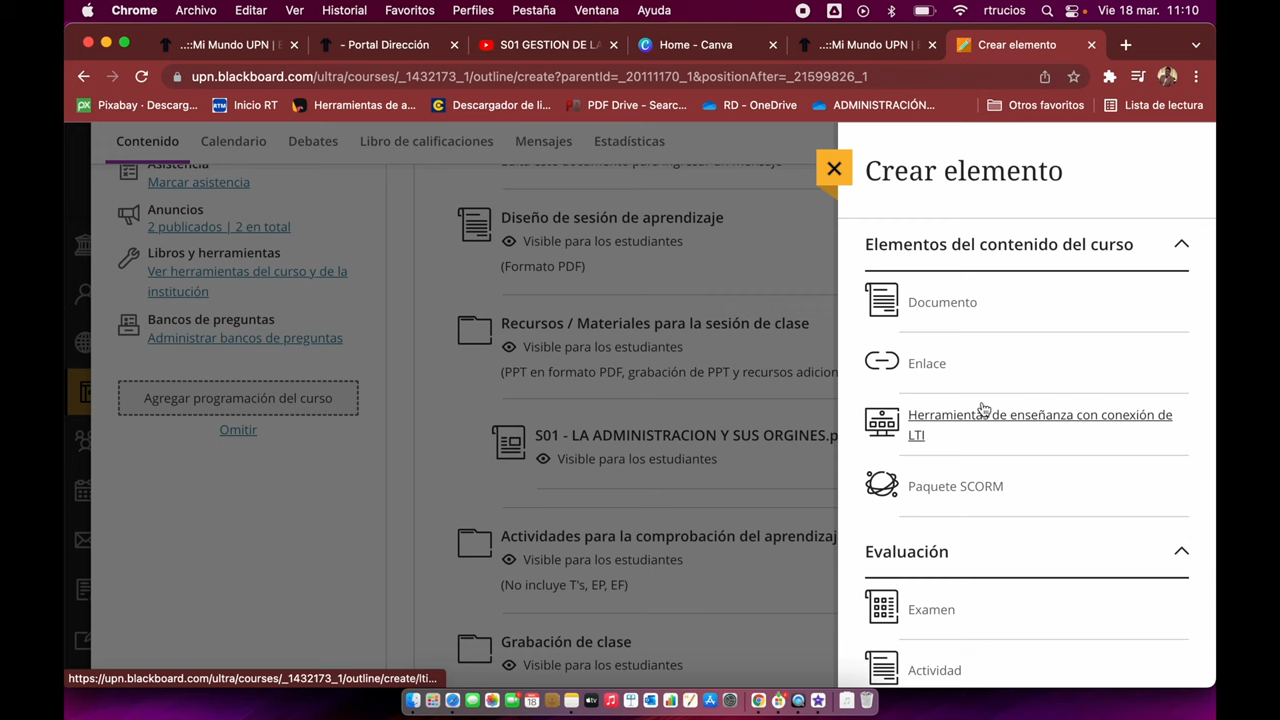 Chrome Archivo Editar Ver Historial Favoritos Perfiles Pestaña Ventana Ayuda rtrucios Vie 18 mar. 11:10
..::Mi Mundo UPN | E - Portal Dirección S01 GESTION DE LA Home - Canva ..::Mi Mundo UPN | E Crear elemento
upn.blackboard.com/ultra/courses/_1432173_1/outline/create?parentId=_20111170_1&positionAfter=_21599826_1
Pixabay · Descarg... Inicio RT Herramientas de a... Descargador de li... PDF Drive - Searc... RD - OneDrive ADMINISTRACIÓN... Otros favoritos Lista de lectura
Contenido Calendario Debates Libro de calificaciones Mensajes Estadísticas
Asistencia
Marcar asistencia
Anuncios
2 publicados | 2 en total
Libros y herramientas
Ver herramientas del curso y de la
institución
Bancos de preguntas
Administrar bancos de preguntas
Agregar programación del curso
Omitir
Diseño de sesión de aprendizaje
Visible para los estudiantes
(Formato PDF)
Recursos / Materiales para la sesión de clase
Visible para los estudiantes
(PPT en formato PDF, grabación de PPT y recursos adicion
S01 - LA ADMINISTRACION Y SUS ORGINES.p
Visible para los estudiantes
Actividades para la comprobación del aprendizaj
Visible para los estudiantes
(No incluye T's, EP, EF)
Grabación de clase
Visible para los estudiantes
Crear elemento
Elementos del contenido del curso
Documento
Enlace
Herramientas de enseñanza con conexión de
LTI
Paquete SCORM
Evaluación
Examen
Actividad
https://upn.blackboard.com/ultra/courses/_1432173_1/outline/create/lti...